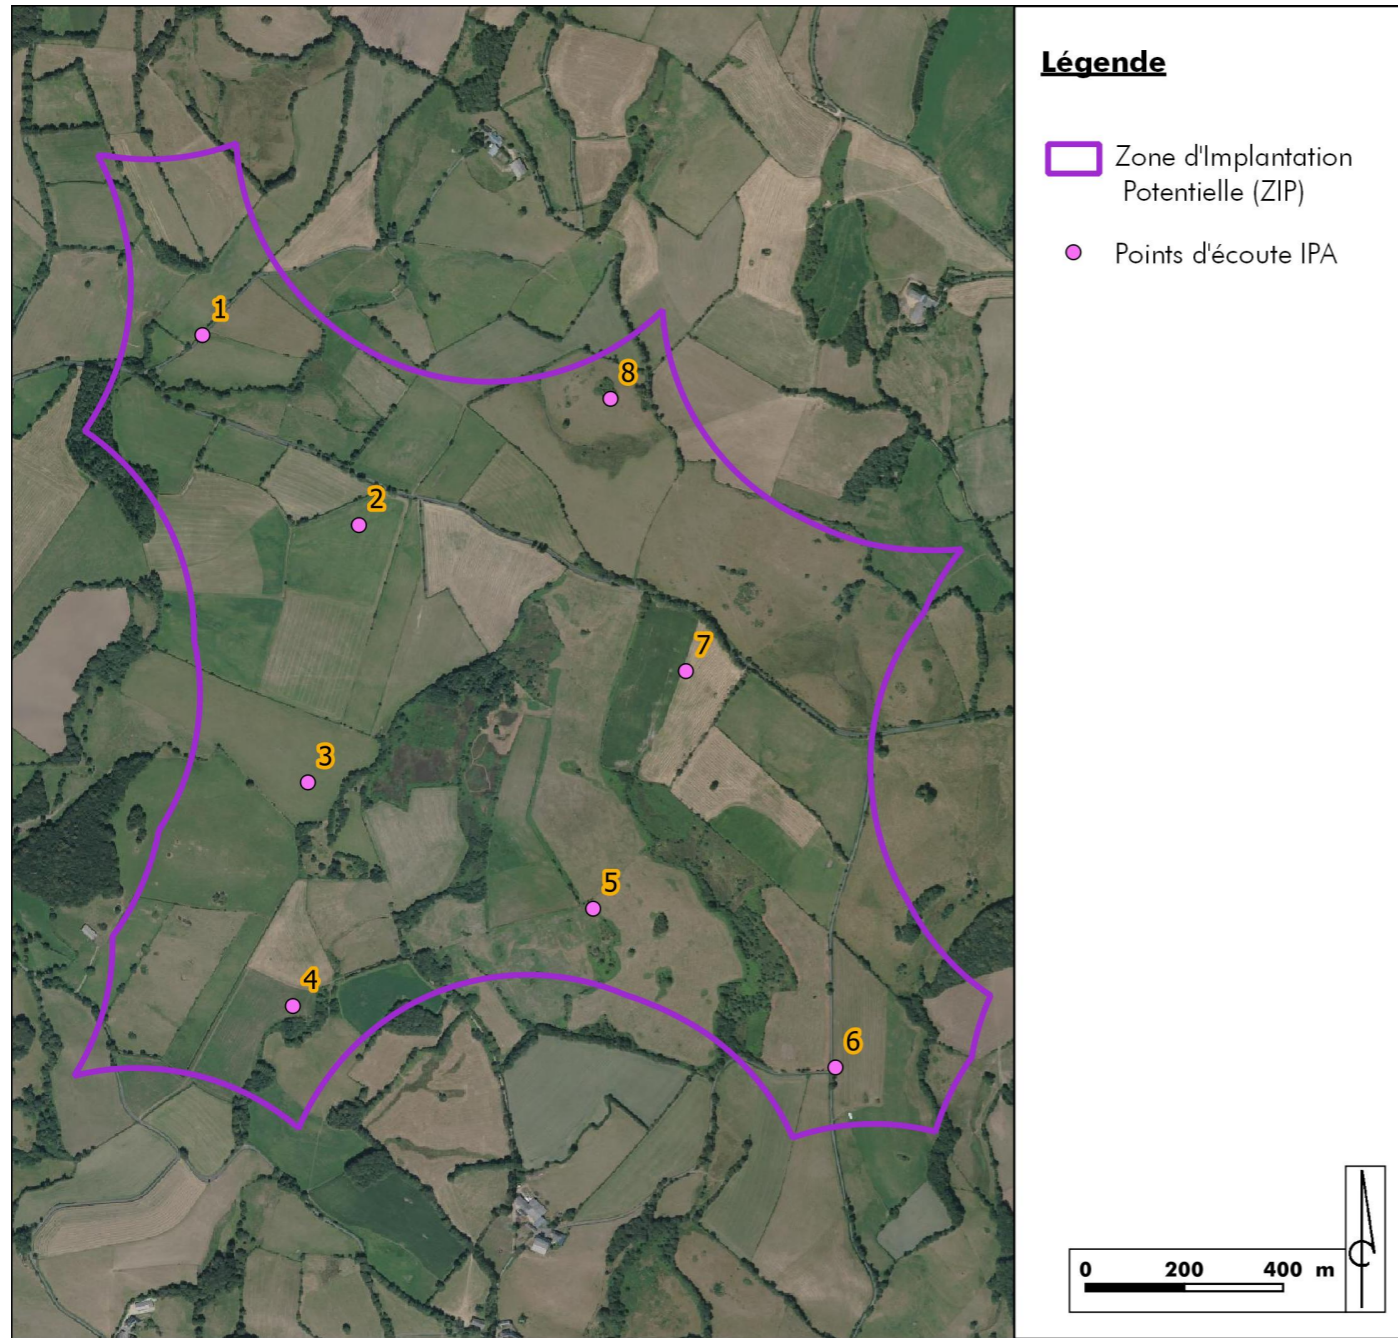 Légende
Zone d'Implantation
Potentielle (ZIP)
Points d'écoute IPA
1
8
2
7
3
5
4
6
0 200 400 m